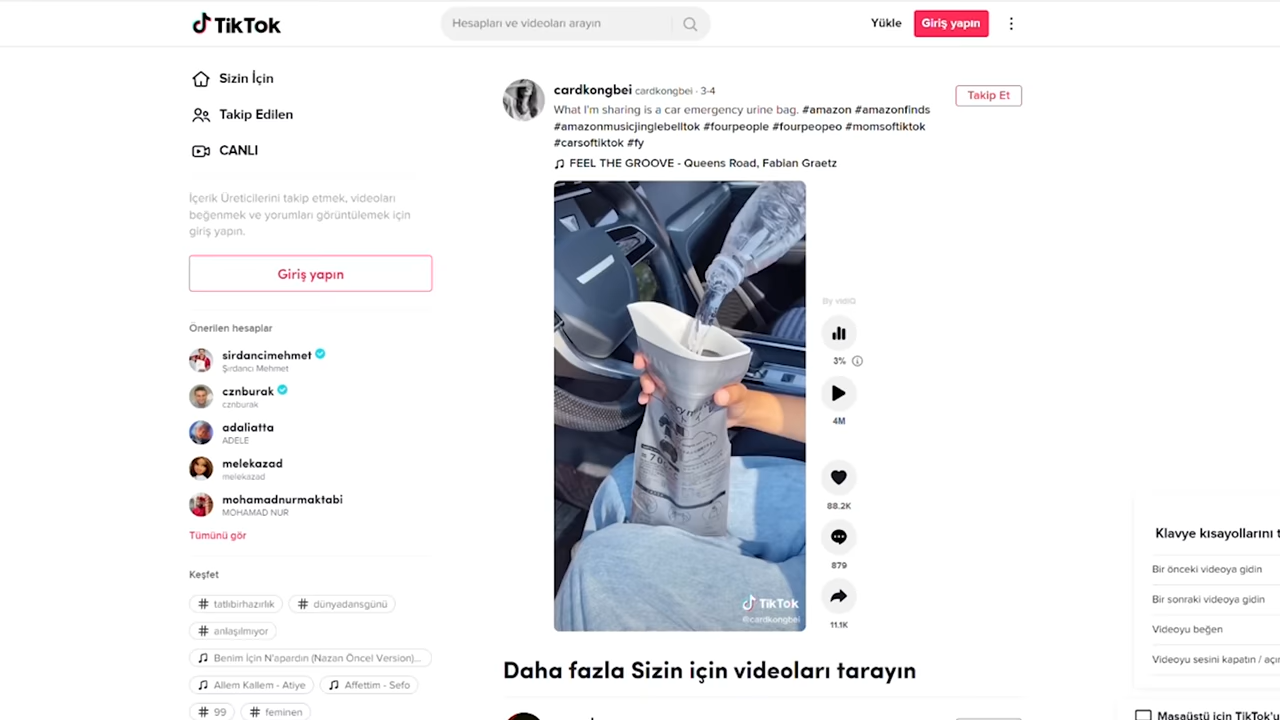 TikTok
Hesapları ve videoları arayın
Yükle
Giriş yapın
Sizin İçin
Takip Edilen
CANLI
İçerik Üreticilerini takip etmek, videoları
beğenmek ve yorumları görüntülemek için
giriş yapın.
Giriş yapın
Önerilen hesaplar
sirdancimehmet
Şırdancı Mehmet
cznburak
cznburak
adaliatta
ADELE
melekazad
melekazad
mohamadnurmaktabi
MOHAMAD NUR
Tümünü gör
Keşfet
# tatlıbirhazırlık
# dünyadansgünü
# anlaşılmıyor
Benim İçin N'apardın (Nazan Öncel Version)...
Allem Kallem - Atiye
Affettim - Sefo
# 99
# feminen
cardkongbei cardkongbei · 3-4
Takip Et
What I'm sharing is a car emergency urine bag. #amazon #amazonfinds
#amazonmusicjinglebelltok #fourpeople #fourpeopeo #momsoftiktok
#carsoftiktok #fy
FEEL THE GROOVE - Queens Road, Fabian Graetz
TikTok
@cardkongbei
By vidIQ
3%
4M
88.2K
879
11.1K
Daha fazla Sizin için videoları tarayın
Klavye kısayollarını t
Bir önceki videoya gidin
Bir sonraki videoya gidin
Videoyu beğen
Videoyu sesini kapatın / açır
Masaüstü için TikTok'u